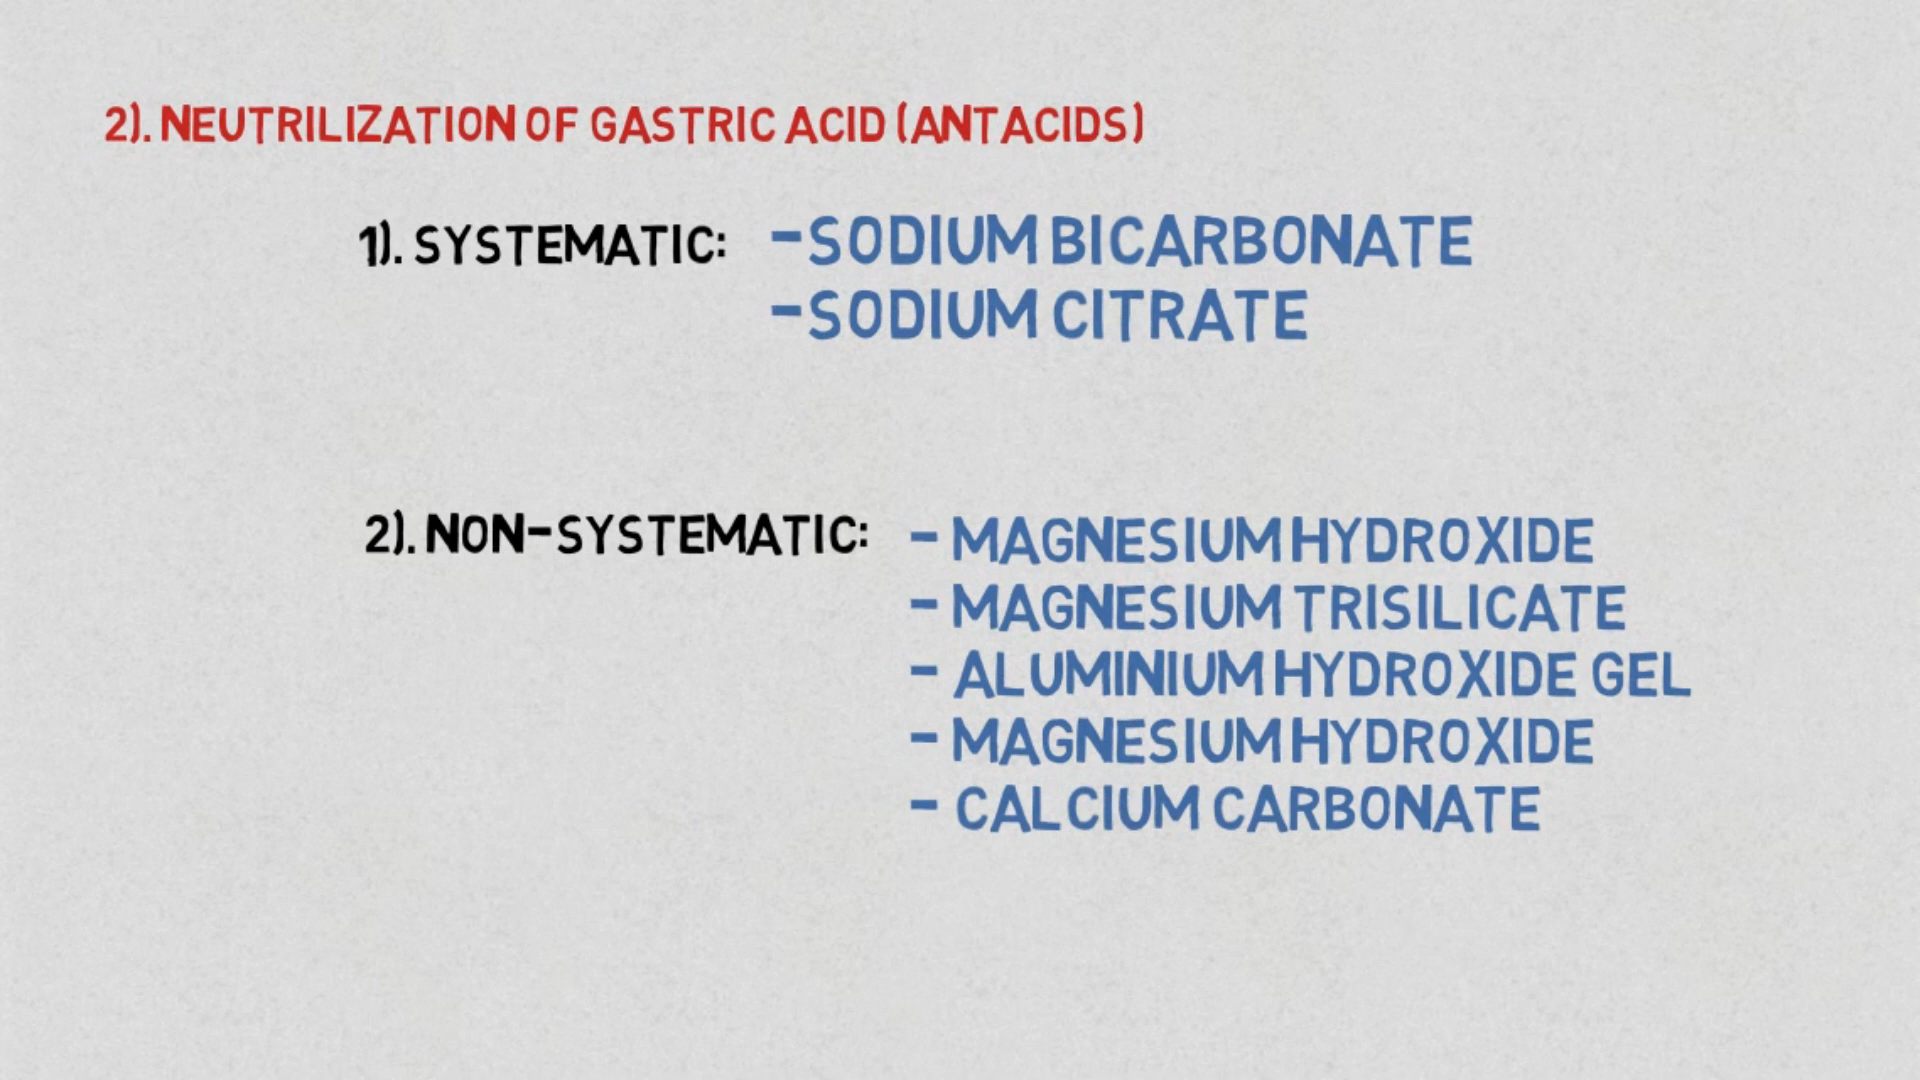 2). NEUTRILIZATION OF GASTRIC ACID (ANTACIDS)
1). SYSTEMATIC: -SODIUM BICARBONATE
-SODIUM CITRATE
2). NON-SYSTEMATIC: - MAGNESIUM HYDROXIDE
- MAGNESIUM TRISILICATE
- ALUMINIUM HYDROXIDE GEL
- MAGNESIUM HYDROXIDE
- CALCIUM CARBONATE